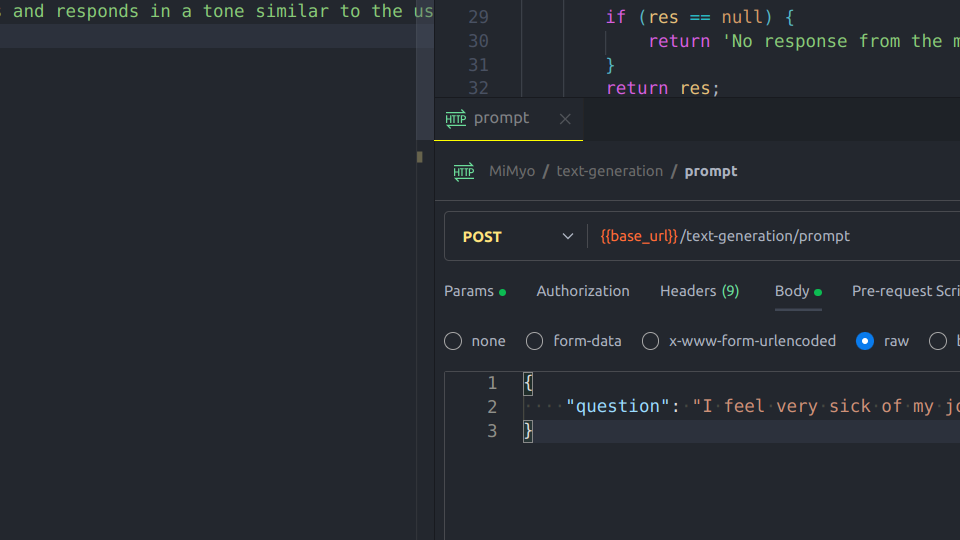 and responds in a tone similar to the us
29 if (res == null) {
30 return 'No response from the m
31 }
32 return res;
HTTP prompt
HTTP MiMyo / text-generation / prompt
POST {{base_url}}/text-generation/prompt
Params Authorization Headers (9) Body Pre-request Scri
none form-data x-www-form-urlencoded raw
1 {
2 "question": "I feel very sick of my jo
3 }